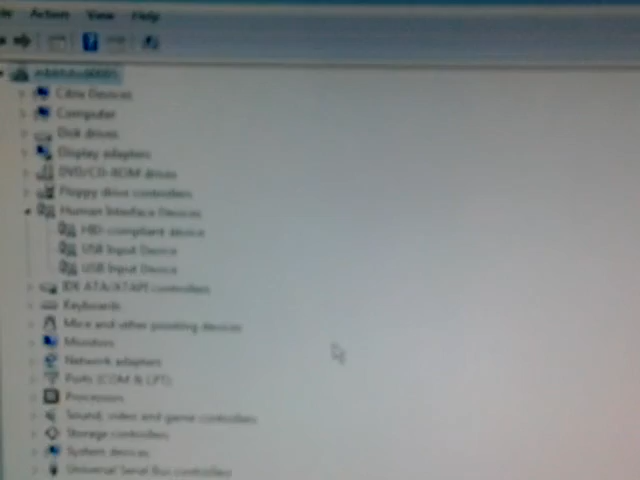 Action View Help
Citrix Devices
Computer
Disk drives
Display adapters
DVD/CD-ROM drives
Floppy drive controllers
Human Interface Devices
HID-compliant device
USB Input Device
USB Input Device
IDE ATA/ATAPI controllers
Keyboards
Mice and other pointing devices
Monitors
Network adapters
Ports (COM & LPT)
Processors
Sound, video and game controllers
Storage controllers
System devices
Universal Serial Bus controllers